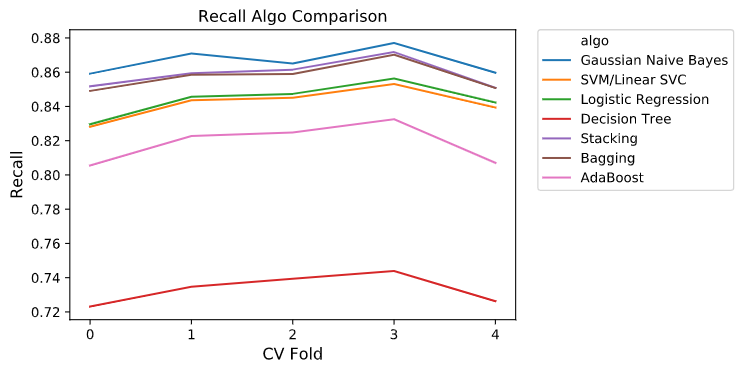 Recall Algo Comparison
0.88
0.86
0.84
0.82
0.80
0.78
0.76
0.74
0.72
Recall
0 1 2 3 4
CV Fold
algo
Gaussian Naive Bayes
SVM/Linear SVC
Logistic Regression
Decision Tree
Stacking
Bagging
AdaBoost